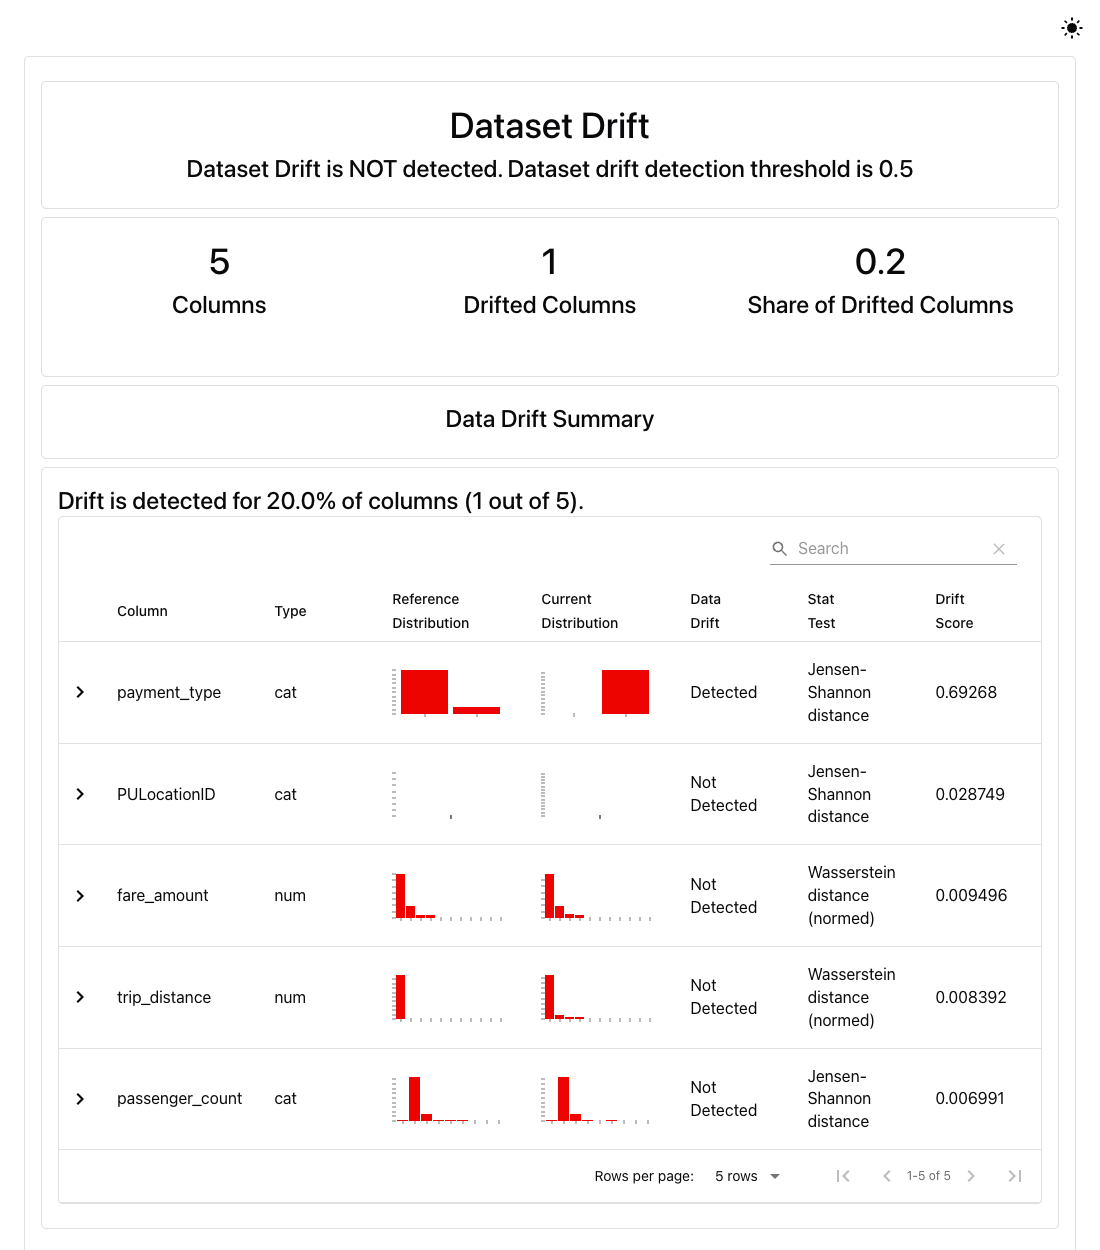 Dataset Drift
Dataset Drift is NOT detected. Dataset drift detection threshold is 0.5
5
Columns
1
Drifted Columns
0.2
Share of Drifted Columns
Data Drift Summary
Drift is detected for 20.0% of columns (1 out of 5).
Search
Column
Type
Reference
Distribution
Current
Distribution
Data
Drift
Stat
Test
Drift
Score
payment_type
cat
Detected
Jensen-
Shannon
distance
0.69268
PULocationID
cat
Not
Detected
Jensen-
Shannon
distance
0.028749
fare_amount
num
Not
Detected
Wasserstein
distance
(normed)
0.009496
trip_distance
num
Not
Detected
Wasserstein
distance
(normed)
0.008392
passenger_count
cat
Not
Detected
Jensen-
Shannon
distance
0.006991
Rows per page:
5 rows
1-5 of 5